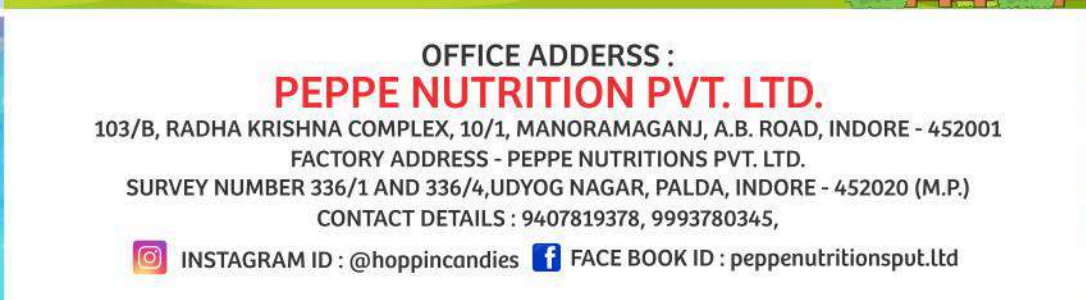 OFFICE ADDERSS :
PEPPE NUTRITION PVT. LTD.
103/B, RADHA KRISHNA COMPLEX, 10/1, MANORAMAGANJ, A.B. ROAD, INDORE - 452001
FACTORY ADDRESS - PEPPE NUTRITIONS PVT. LTD.
SURVEY NUMBER 336/1 AND 336/4,UDYOG NAGAR, PALDA, INDORE - 452020 (M.P.)
CONTACT DETAILS : 9407819378, 9993780345,
INSTAGRAM ID : @hoppincandies f FACE BOOK ID : peppenutritionspvt.ltd